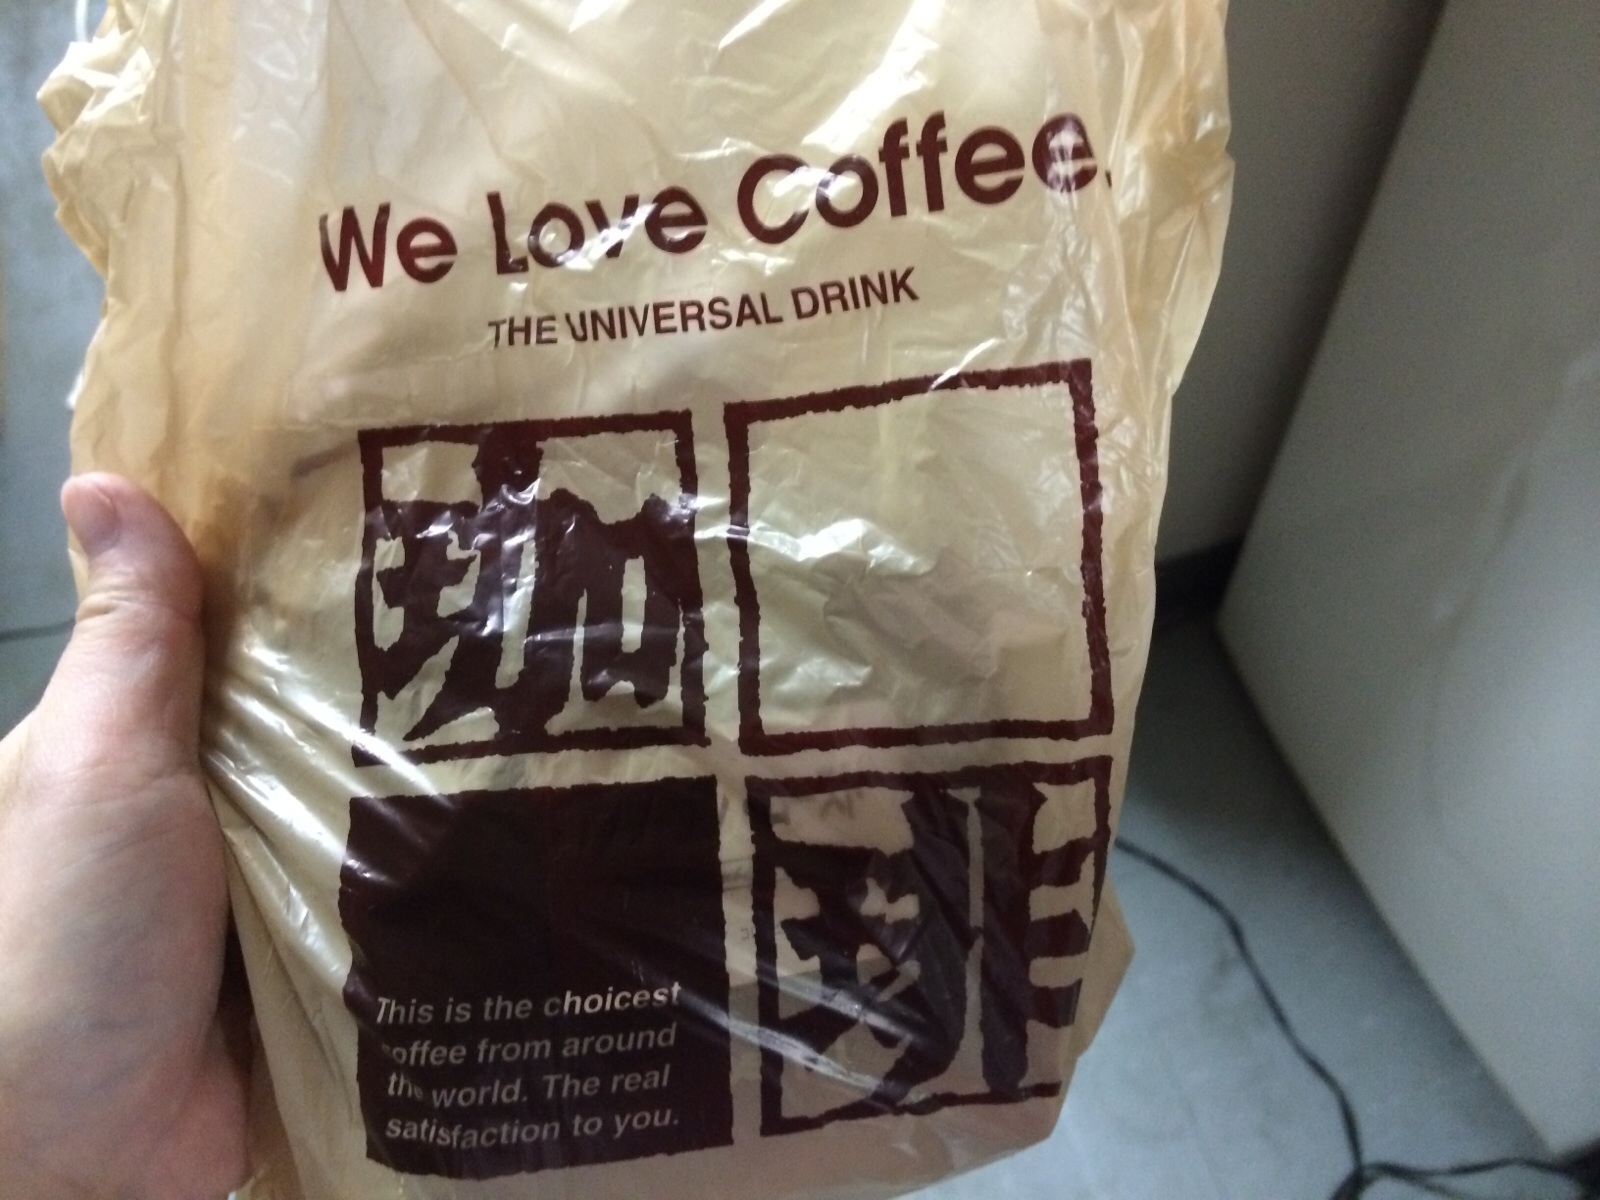 We Love Coffee.
THE UNIVERSAL DRINK
珈
琲
This is the choicest
coffee from around
the world. The real
satisfaction to you.